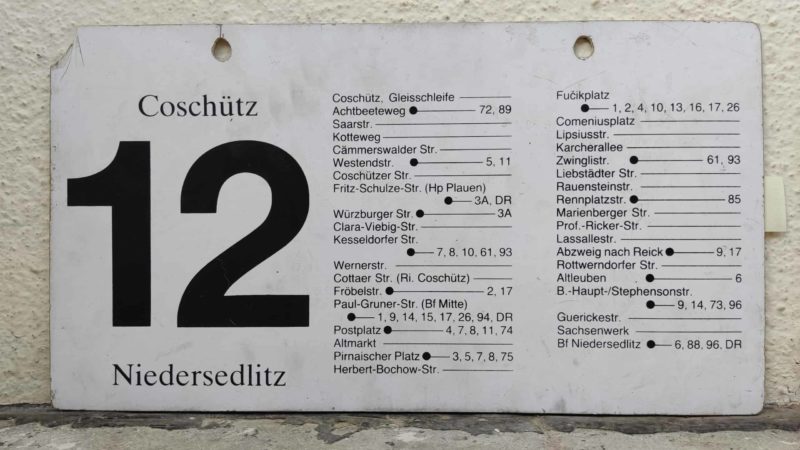 Coschütz
12
Niedersedlitz
Coschütz, Gleisschleife
Achtbeeteweg 72, 89
Saarstr.
Kotteweg
Cämmerswalder Str.
Westendstr. 5, 11
Coschützer Str.
Fritz-Schulze-Str. (Hp Plauen)
3A, DR
Würzburger Str. 3A
Clara-Viebig-Str.
Kesseldorfer Str.
7, 8, 10, 61, 93
Wernerstr.
Cottaer Str. (Ri. Coschütz)
Fröbelstr. 2, 17
Paul-Gruner-Str. (Bf Mitte)
1, 9, 14, 15, 17, 26, 94, DR
Postplatz 4, 7, 8, 11, 74
Altmarkt
Pirnaischer Platz 3, 5, 7, 8, 75
Herbert-Bochow-Str.
Fučikplatz
1, 2, 4, 10, 13, 16, 17, 26
Comeniusplatz
Lipsiusstr.
Karcherallee
Zwinglistr. 61, 93
Liebstädter Str.
Rauensteinstr.
Rennplatzstr. 85
Marienberger Str.
Prof.-Ricker-Str.
Lassallestr.
Abzweig nach Reick 9, 17
Rottwerndorfer Str.
Altleuben 6
B.-Haupt-/Stephensonstr.
9, 14, 73, 96
Guerickestr.
Sachsenwerk
Bf Niedersedlitz 6, 88, 96, DR